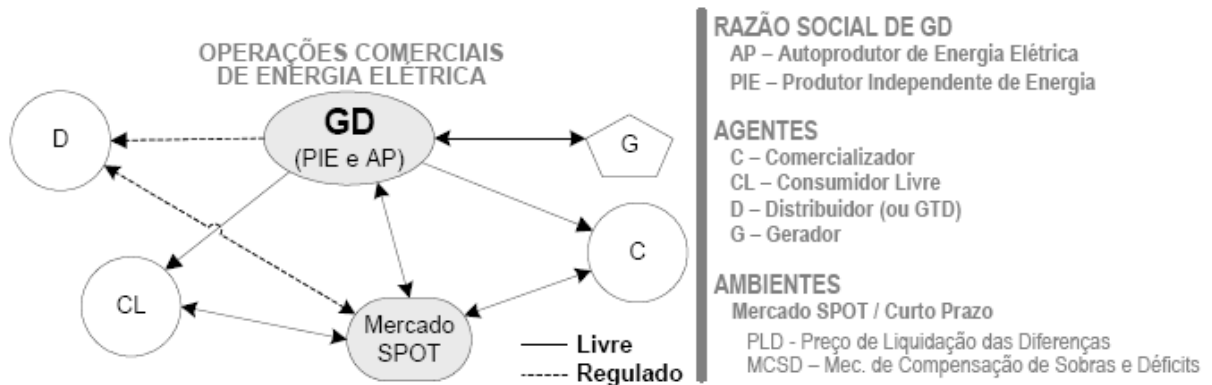 OPERAÇÕES COMERCIAIS
DE ENERGIA ELÉTRICA
D
GD
(PIE e AP)
G
C
CL
Mercado
SPOT
Livre
Regulado
RAZÃO SOCIAL DE GD
AP – Autoprodutor de Energia Elétrica
PIE – Produtor Independente de Energia
AGENTES
C – Comercializador
CL – Consumidor Livre
D – Distribuidor (ou GTD)
G – Gerador
AMBIENTES
Mercado SPOT / Curto Prazo
PLD - Preço de Liquidação das Diferenças
MCSD – Mec. de Compensação de Sobras e Déficits